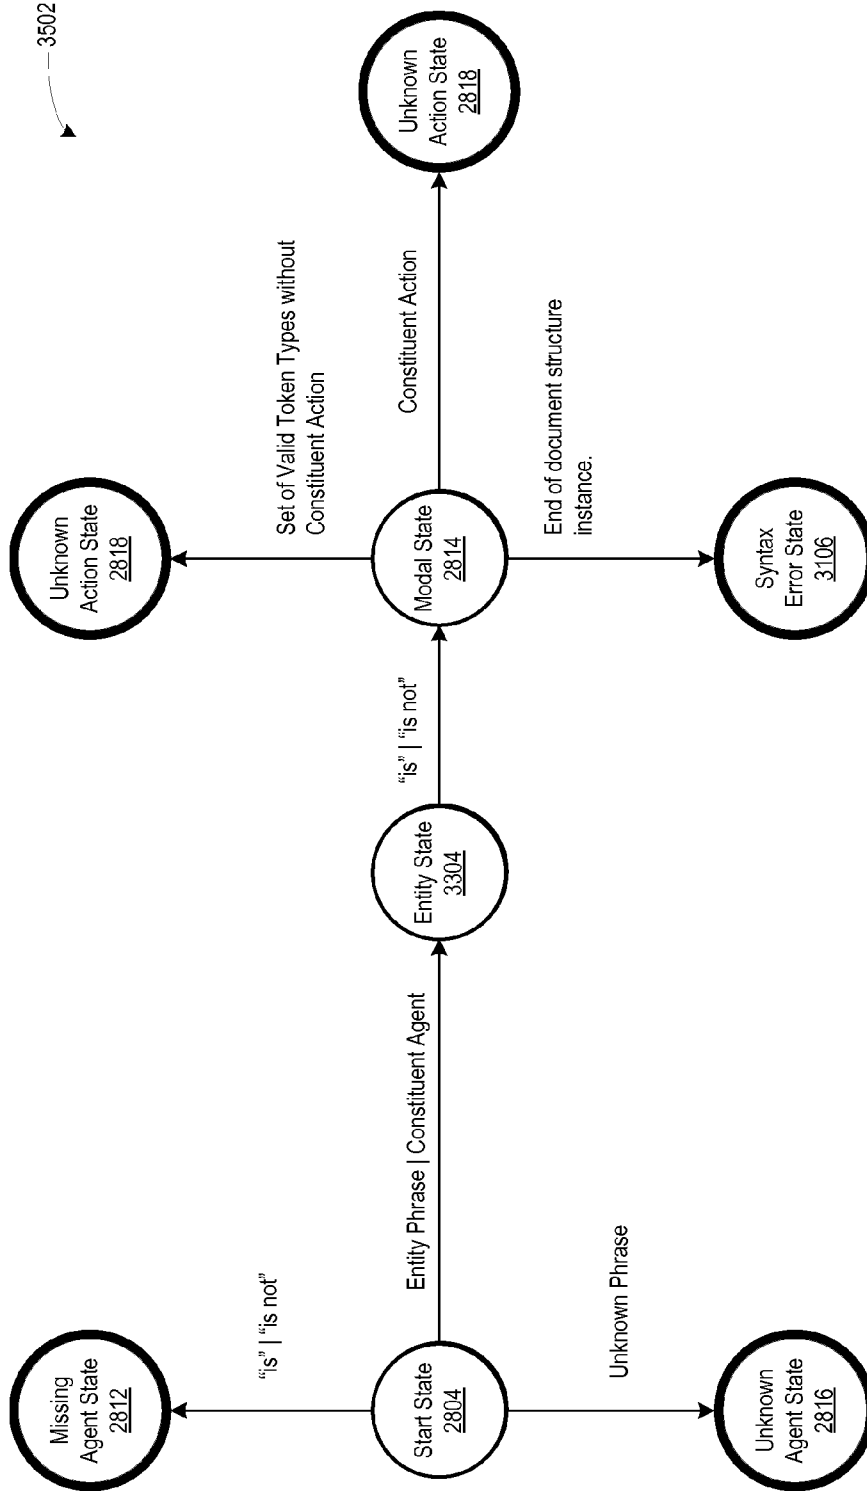 3502
Missing
Agent State
2812
"is" | "is not"
Start State
2804
Unknown Phrase
Unknown
Agent State
2816
Entity Phrase | Constituent Agent
Entity State
3304
"is" | "is not"
Modal State
2814
Set of Valid Token Types without
Constituent Action
Unknown
Action State
2818
Constituent Action
Unknown
Action State
2818
End of document structure
instance.
Syntax
Error State
3106